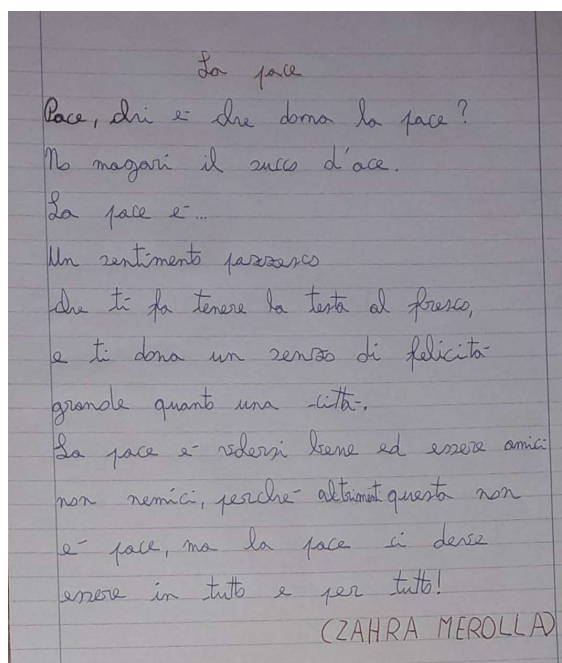 La pace
Pace, chi è che dona la pace?
No magari il succo d'ace.
La pace è...
Un sentimento pazzesco
che ti fa tenere la testa al fresco,
e ti dona un senso di felicità
grande quanto una città.
La pace è vedersi bene ed essere amici
non nemici, perché altriment questa non
è pace, ma la pace ci deve
essere in tutto e per tutto!
(ZAHRA MEROLLA)